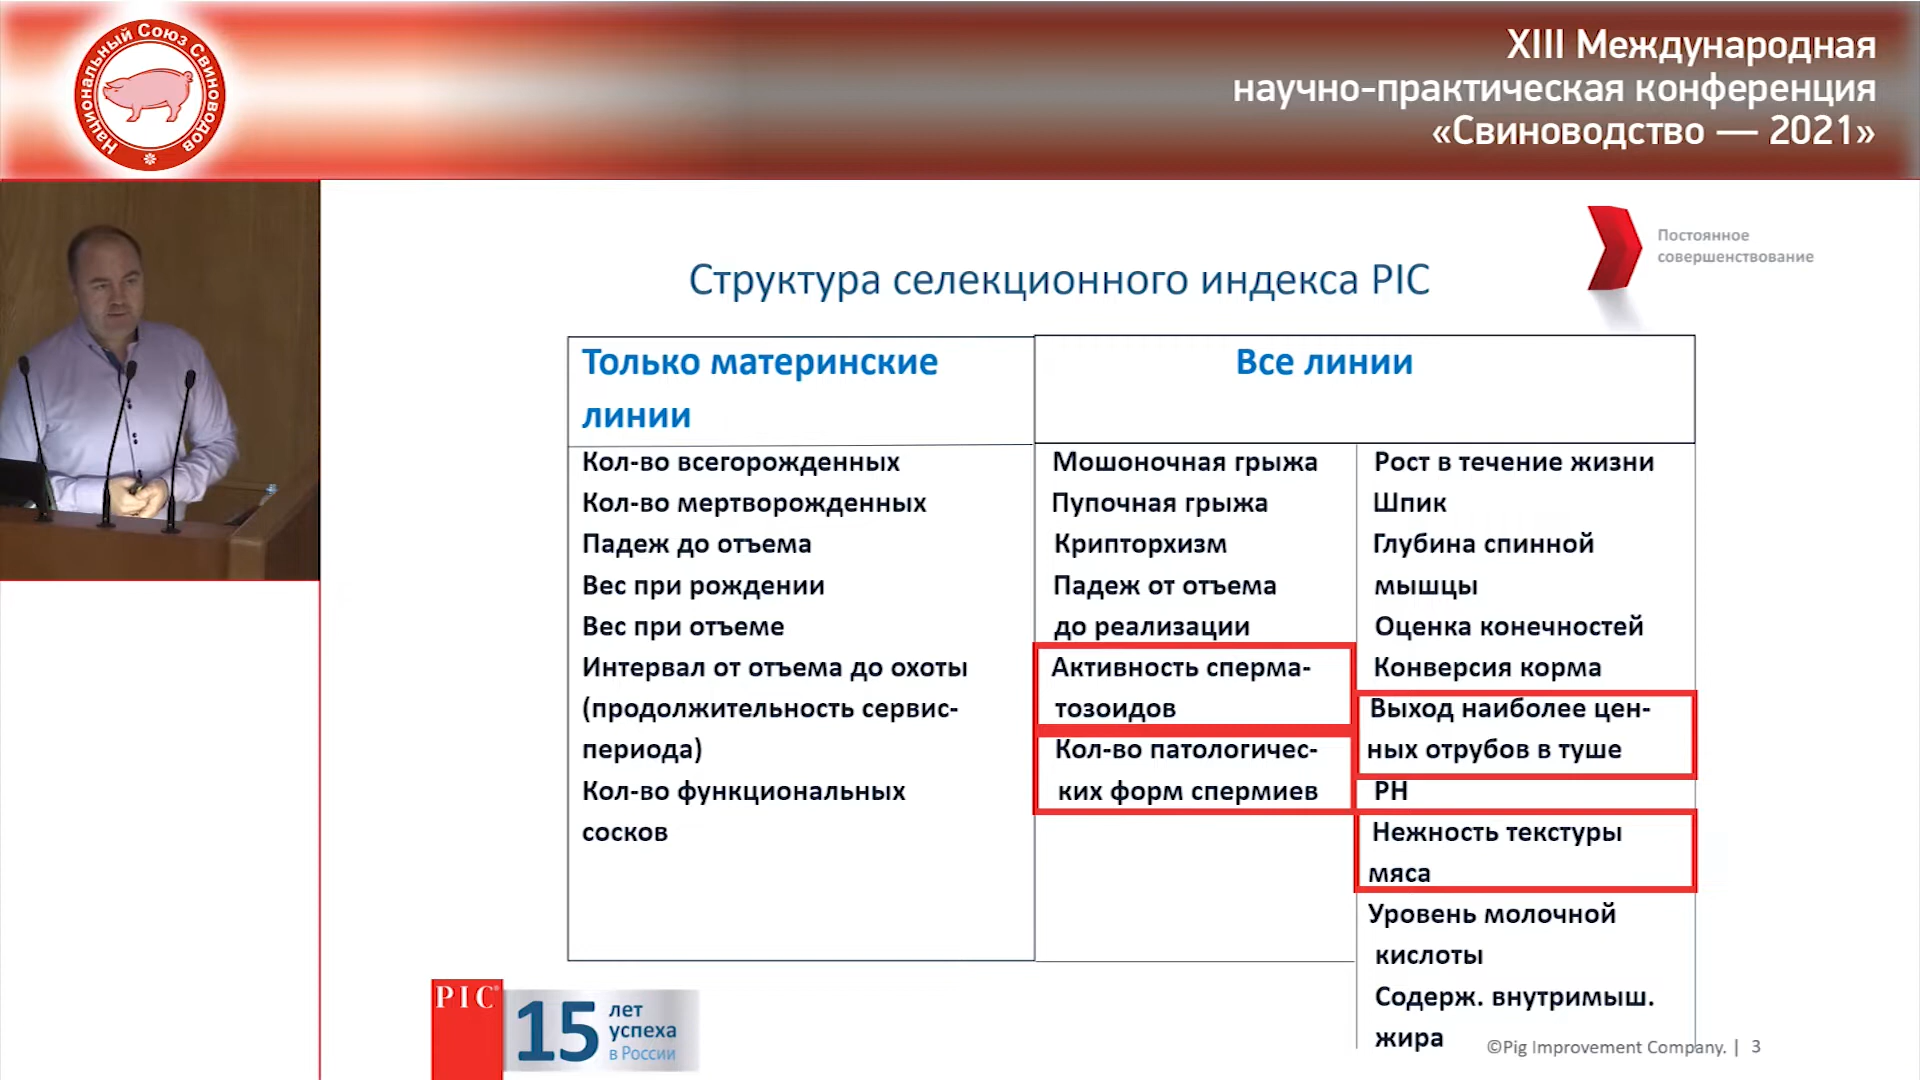 Национальный Союз Свиноводов
XIII Международная
научно-практическая конференция
«Свиноводство — 2021»
Постоянное
совершенствование
Структура селекционного индекса PIC
Только материнские
линии
Кол-во всегорожденных
Кол-во мертворожденных
Падеж до отъема
Вес при рождении
Вес при отъеме
Интервал от отъема до охоты
(продолжительность сервис-
периода)
Кол-во функциональных
сосков
Все линии
Мошоночная грыжа
Пупочная грыжа
Крипторхизм
Падеж от отъема
до реализации
Активность сперма-
тозоидов
Кол-во патологичес-
ких форм спермиев
Рост в течение жизни
Шпик
Глубина спинной
мышцы
Оценка конечностей
Конверсия корма
Выход наиболее цен-
ных отрубов в туше
PH
Нежность текстуры
мяса
Уровень молочной
кислоты
Содерж. внутримыш.
жира
PIC®
15 лет
успеха
в России
©Pig Improvement Company. | 3